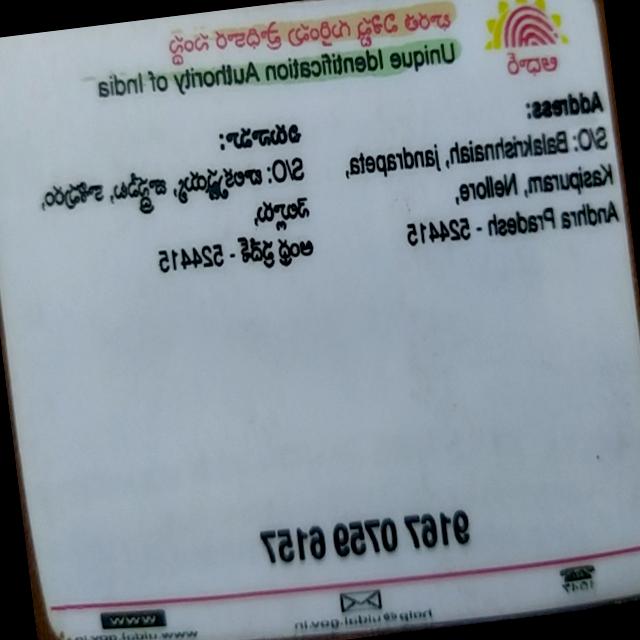 భారత విశిష్ట గుర్తింపు ప్రాధికార సంస్థ
Unique Identification Authority of India
ఆధార్
Address:
S/O: Balakrishnaiah, jandrapeta,
Kasipuram, Nellore,
Andhra Pradesh - 524415
చిరునామా:
S/O: బాలకృష్ణయ్య, జాండ్రపేట, కాశిపురం,
నెల్లూరు,
ఆంధ్ర ప్రదేశ్ - 524415
9167 0759 6157
1947
help@uidai.gov.in
WWW
www.uidai.gov.in